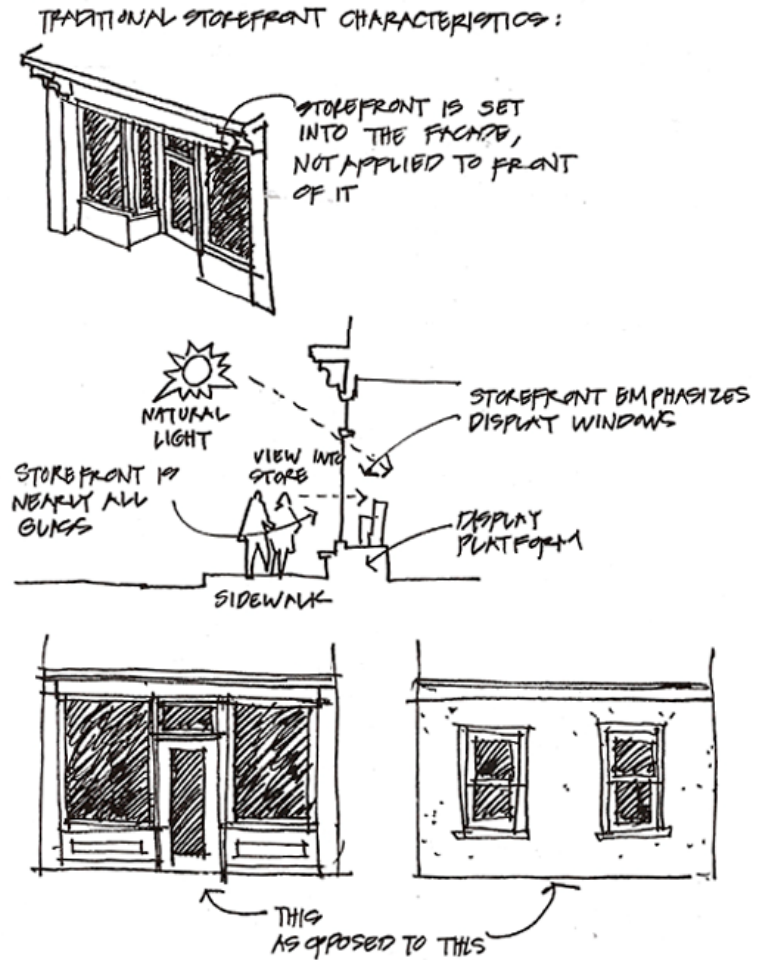 TRADITIONAL STOREFRONT CHARACTERISTICS:
STOREFRONT IS SET
INTO THE FACADE,
NOT APPLIED TO FRONT
OF IT
NATURAL
LIGHT
STOREFRONT EMPHASIZES
DISPLAY WINDOWS
VIEW INTO
STORE
STOREFRONT IS
NEARLY ALL
GLASS
DISPLAY
PLATFORM
SIDEWALK
THIS
AS OPPOSED TO THIS